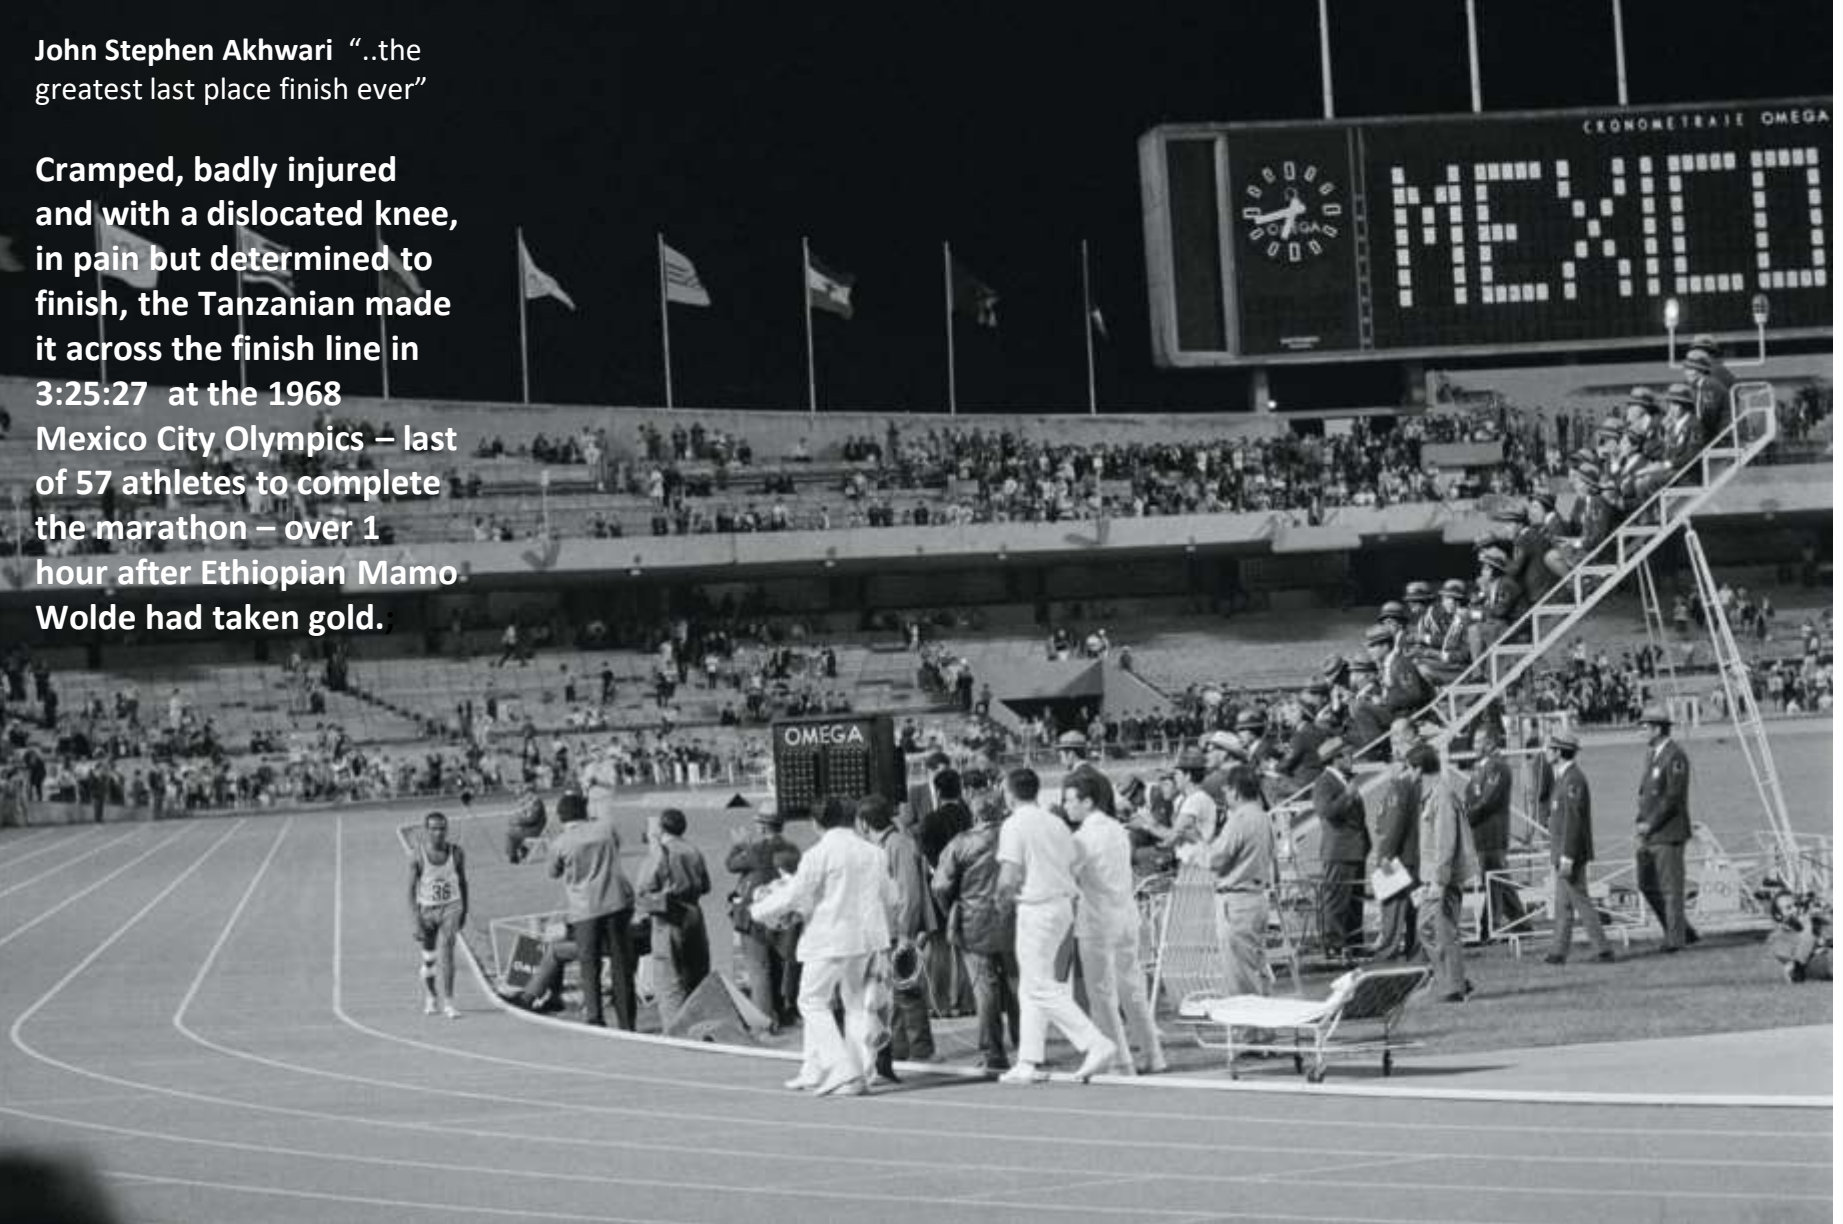 John Stephen Akhwari “..the
greatest last place finish ever”
Cramped, badly injured
and with a dislocated knee,
in pain but determined to
finish, the Tanzanian made
it across the finish line in
3:25:27 at the 1968
Mexico City Olympics – last
of 57 athletes to complete
the marathon – over 1
hour after Ethiopian Mamo
Wolde had taken gold.;
CRONOMETRAJE OMEGA
MEXICO
OMEGA
OMEGA
36